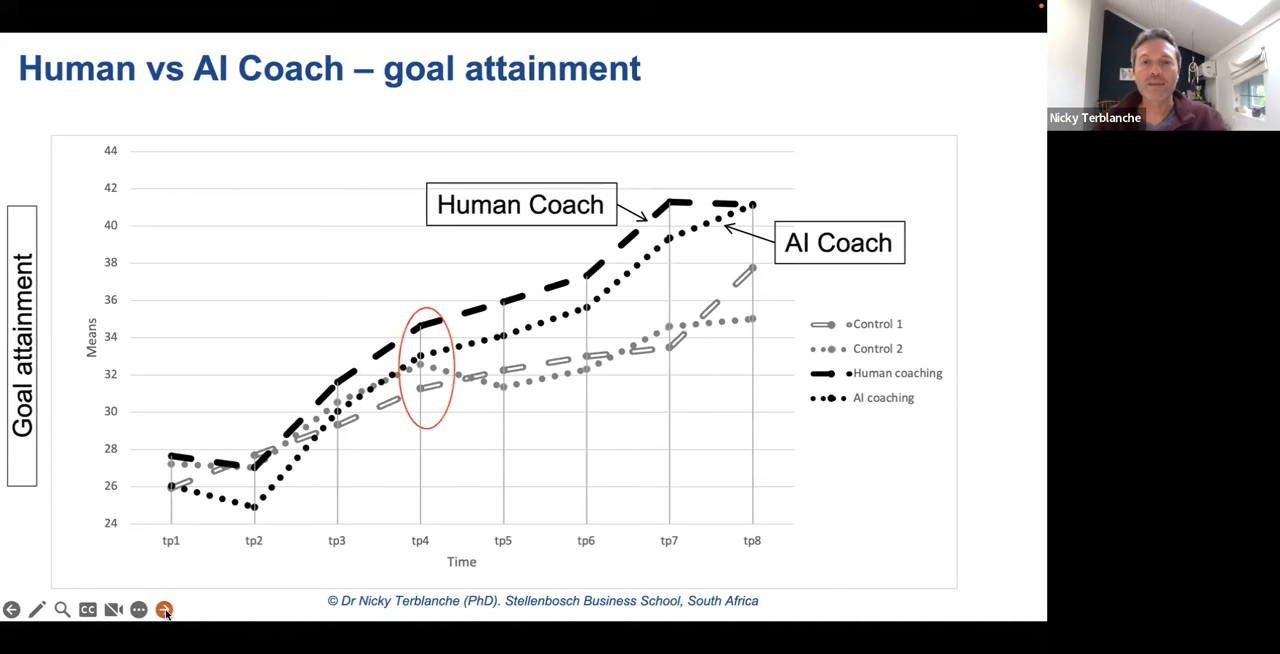 Human vs AI Coach – goal attainment
Nicky Terblanche
Goal attainment
Means
44
42
40
38
36
34
32
30
28
26
24
Human Coach
AI Coach
Control 1
Control 2
Human coaching
AI coaching
tp1 tp2 tp3 tp4 tp5 tp6 tp7 tp8
Time
© Dr Nicky Terblanche (PhD). Stellenbosch Business School, South Africa
CC